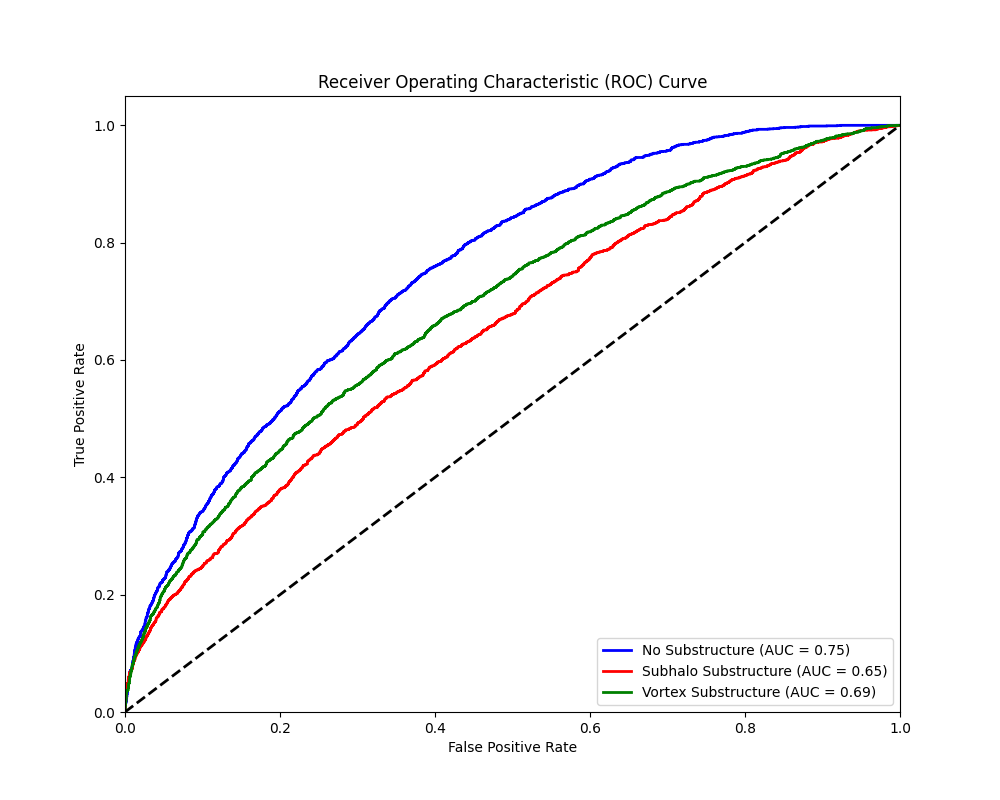 Receiver Operating Characteristic (ROC) Curve
True Positive Rate
1.0
0.8
0.6
0.4
0.2
0.0
0.0 0.2 0.4 0.6 0.8 1.0
False Positive Rate
No Substructure (AUC = 0.75)
Subhalo Substructure (AUC = 0.65)
Vortex Substructure (AUC = 0.69)